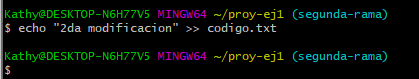 Kathy@DESKTOP-N6H77V5 MINGW64 ~/proy-ej1 (segunda-rama)
$ echo "2da modificacion" >> codigo.txt
Kathy@DESKTOP-N6H77V5 MINGW64 ~/proy-ej1 (segunda-rama)
$